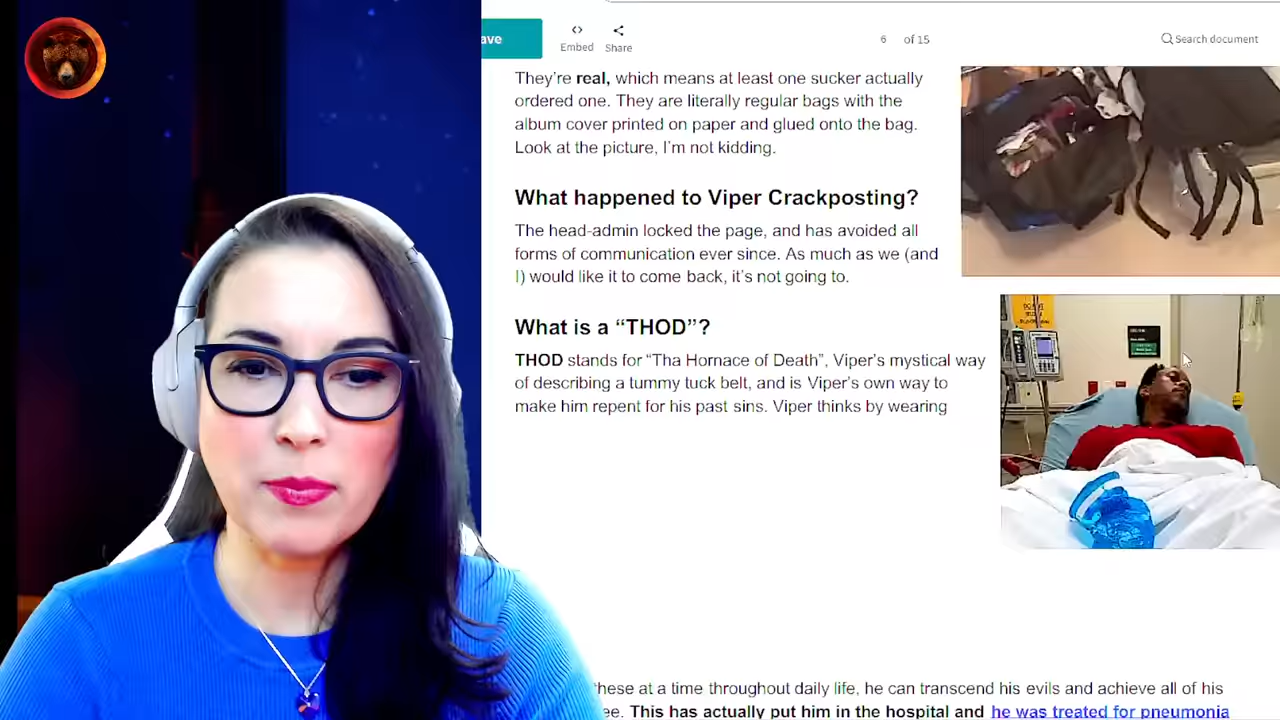 ave
Embed
Share
6 of 15
Search document
They're real, which means at least one sucker actually
ordered one. They are literally regular bags with the
album cover printed on paper and glued onto the bag.
Look at the picture, I'm not kidding.
What happened to Viper Crackposting?
The head-admin locked the page, and has avoided all
forms of communication ever since. As much as we (and
I) would like it to come back, it's not going to.
What is a “THOD”?
THOD stands for “Tha Hornace of Death”, Viper's mystical way
of describing a tummy tuck belt, and is Viper's own way to
make him repent for his past sins. Viper thinks by wearing
these at a time throughout daily life, he can transcend his evils and achieve all of his
ee. This has actually put him in the hospital and he was treated for pneumonia